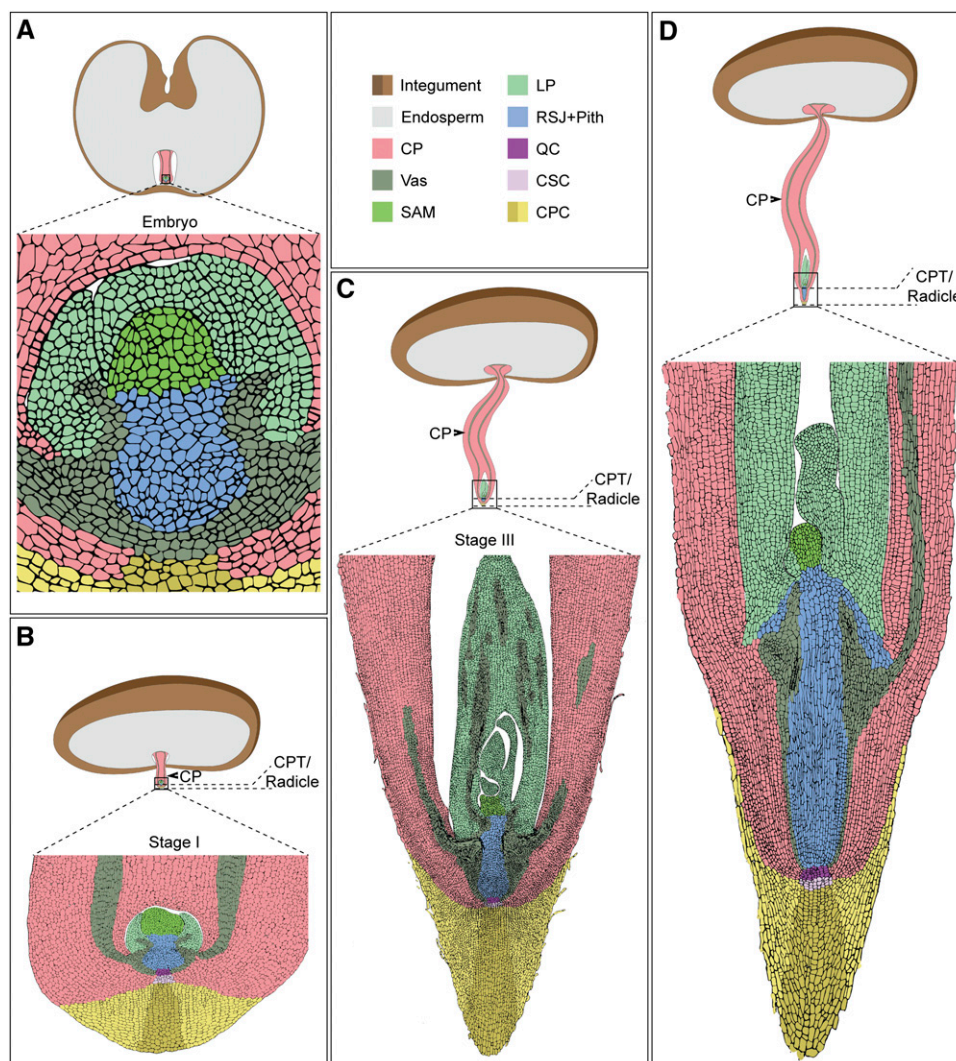 A
Embryo
Integument
Endosperm
CP
Vas
SAM
LP
RSJ+Pith
QC
CSC
CPC
B
CP
CPT/
Radicle
Stage I
C
CP
CPT/
Radicle
Stage III
D
CP
CPT/
Radicle